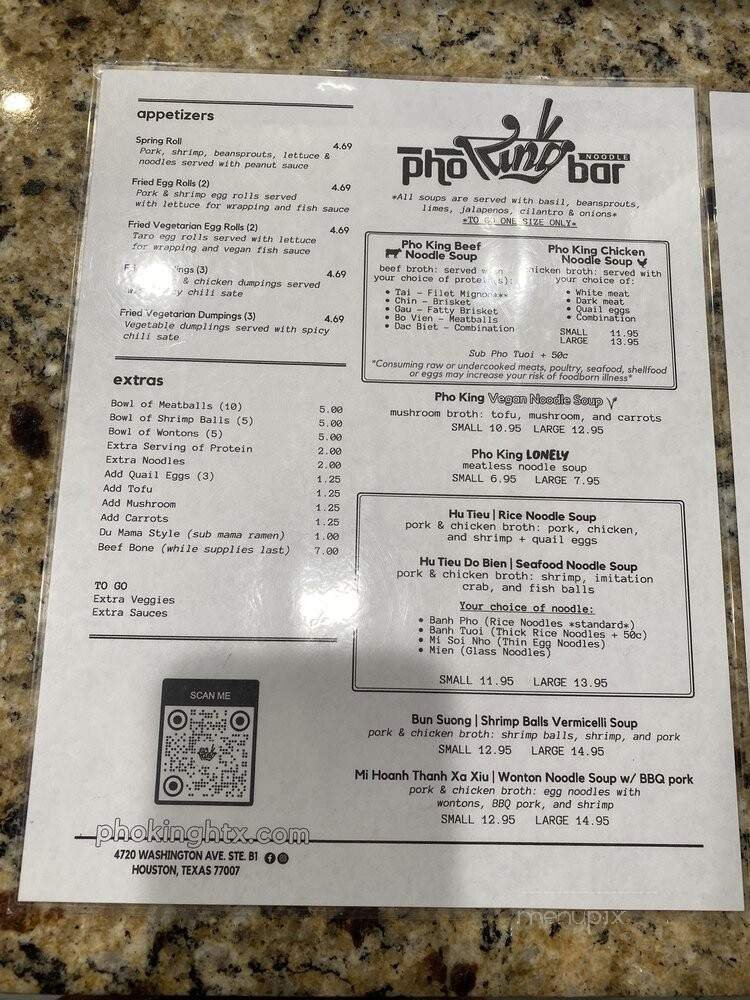 appetizers
Spring Roll 4.69
Pork, shrimp, beansprouts, lettuce &
noodles served with peanut sauce
Fried Egg Rolls (2) 4.69
Pork & shrimp egg rolls served
with lettuce for wrapping and fish sauce
Fried Vegetarian Egg Rolls (2) 4.69
Taro egg rolls served with lettuce
for wrapping and vegan fish sauce
(3) 4.69
& chicken dumpings served
chili sate
Fried Vegetarian Dumpings (3) 4.69
Vegetable dumplings served with spicy
chili sate
extras
Bowl of Meatballs (10) 5.00
Bowl of Shrimp Balls (5) 5.00
Bowl of Wontons (5) 5.00
Extra Serving of Protein 2.00
Extra Noodles 2.00
Add Quail Eggs (3) 1.25
Add Tofu 1.25
Add Mushroom 1.25
Add Carrots 1.25
Du Mama Style (sub mama ramen) 1.00
Beef Bone (while supplies last) 7.00
TO GO
Extra Veggies
Extra Sauces
SCAN ME
phokinghtx.com
4720 WASHINGTON AVE. STE. B1
HOUSTON, TEXAS 77007
phở King NOODLE bar
*All soups are served with basil, beansprouts,
limes, jalapenos, cilantro & onions*
*TO GO ONE SIZE ONLY*
Pho King Beef
Noodle Soup
beef broth: served with
your choice of protein(s):
• Tai – Filet Mignon***
• Chin – Brisket
• Gau – Fatty Brisket
• Bo Vien – Meatballs
• Dac Biet – Combination
Pho King Chicken
Noodle Soup
chicken broth: served with
your choice of:
• White meat
• Dark meat
• Quail eggs
• Combination
SMALL 11.95
LARGE 13.95
Sub Pho Tuoi + 50c
*Consuming raw or undercooked meats, poultry, seafood, shellfood
or eggs may increase your risk of foodborn illness*
Pho King Vegan Noodle Soup
mushroom broth: tofu, mushroom, and carrots
SMALL 10.95 LARGE 12.95
Pho King LONELY
meatless noodle soup
SMALL 6.95 LARGE 7.95
Hu Tieu | Rice Noodle Soup
pork & chicken broth: pork, chicken,
and shrimp + quail eggs
Hu Tieu Do Bien | Seafood Noodle Soup
pork & chicken broth: shrimp, imitation
crab, and fish balls
Your choice of noodle:
• Banh Pho (Rice Noodles *standard*)
• Banh Tuoi (Thick Rice Noodles + 50c)
• Mi Soi Nho (Thin Egg Noodles)
• Mien (Glass Noodles)
SMALL 11.95 LARGE 13.95
Bun Suong | Shrimp Balls Vermicelli Soup
pork & chicken broth: shrimp balls, shrimp, and pork
SMALL 12.95 LARGE 14.95
Mi Hoanh Thanh Xa Xiu | Wonton Noodle Soup w/ BBQ pork
pork & chicken broth: egg noodles with
wontons, BBQ pork, and shrimp
SMALL 12.95 LARGE 14.95
menupix